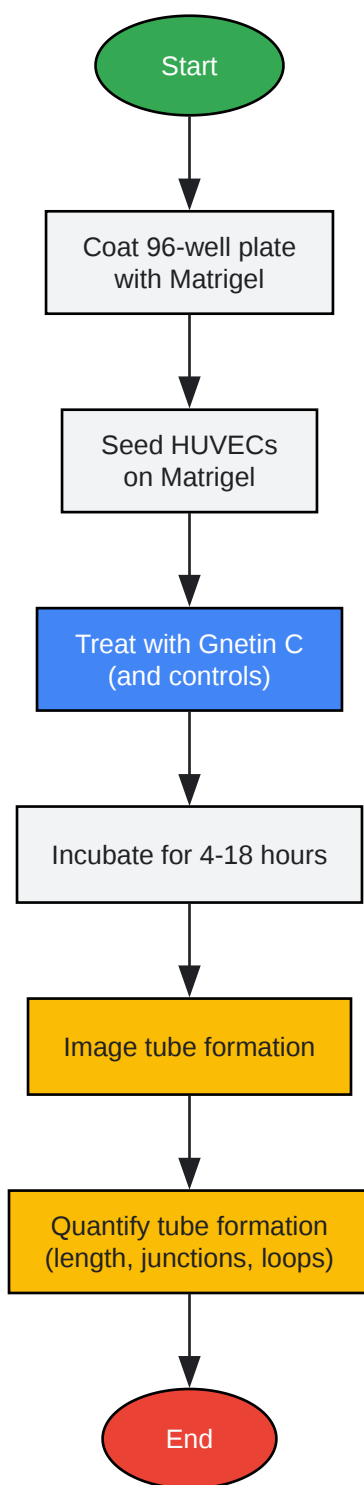 Start
Coat 96-well plate
with Matrigel
Seed HUVECs
on Matrigel
Treat with Gnetin C
(and controls)
Incubate for 4-18 hours
Image tube formation
Quantify tube formation
(length, junctions, loops)
End